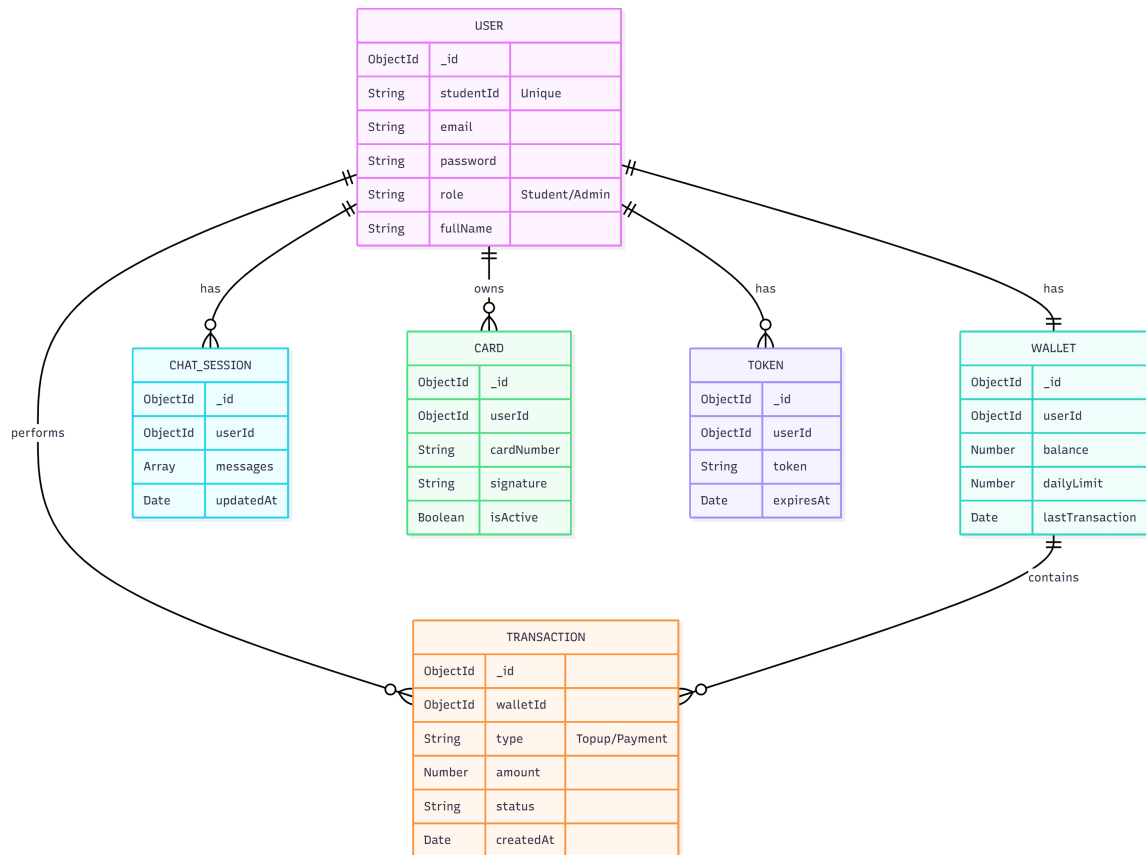 USER
ObjectId _id
String studentId Unique
String email
String password
String role Student/Admin
String fullName
has
owns
has
has
CHAT_SESSION
ObjectId _id
ObjectId userId
Array messages
Date updatedAt
CARD
ObjectId _id
ObjectId userId
String cardNumber
String signature
Boolean isActive
TOKEN
ObjectId _id
ObjectId userId
String token
Date expiresAt
WALLET
ObjectId _id
ObjectId userId
Number balance
Number dailyLimit
Date lastTransaction
performs
contains
TRANSACTION
ObjectId _id
ObjectId walletId
String type Topup/Payment
Number amount
String status
Date createdAt